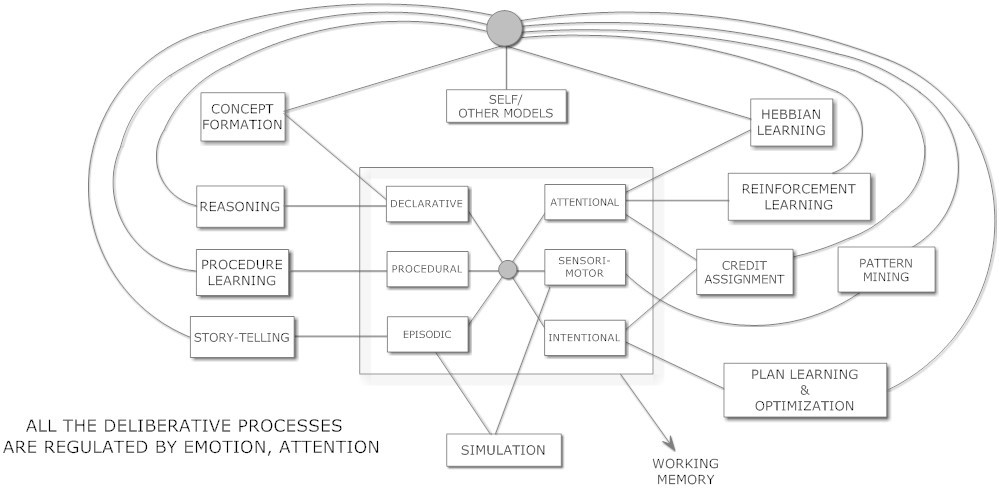 SELF/
OTHER MODELS
CONCEPT
FORMATION
HEBBIAN
LEARNING
REASONING
DECLARATIVE
ATTENTIONAL
REINFORCEMENT
LEARNING
PROCEDURE
LEARNING
PROCEDURAL
SENSORI-
MOTOR
CREDIT
ASSIGNMENT
PATTERN
MINING
STORY-TELLING
EPISODIC
INTENTIONAL
PLAN LEARNING
&
OPTIMIZATION
ALL THE DELIBERATIVE PROCESSES
ARE REGULATED BY EMOTION, ATTENTION
SIMULATION
WORKING
MEMORY